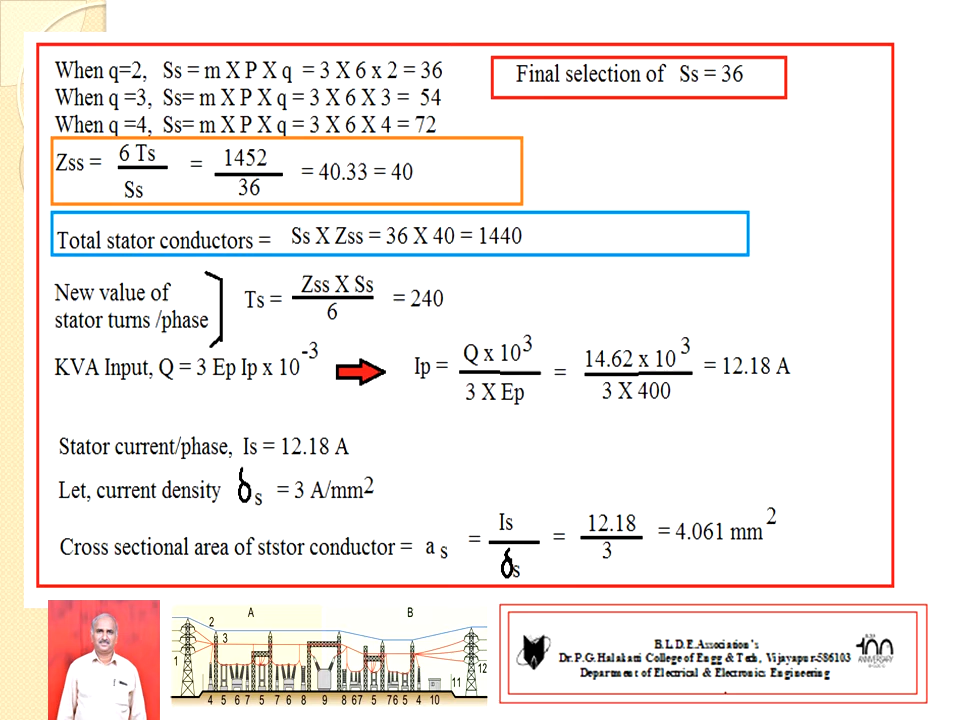 When q=2, Ss = m X P X q = 3 X 6 x 2 = 36
Final selection of Ss = 36
When q =3, Ss= m X P X q = 3 X 6 X 3 = 54
When q =4, Ss= m X P X q = 3 X 6 X 4 = 72
Zss = 6 Ts / Ss = 1452 / 36 = 40.33 = 40
Total stator conductors = Ss X Zss = 36 X 40 = 1440
New value of
stator turns /phase
Ts = Zss X Ss / 6 = 240
KVA Input, Q = 3 Ep Ip x 10 -3
Ip = Q x 10 3 / 3 X Ep = 14.62 x 10 3 / 3 X 400 = 12.18 A
Stator current/phase, Is = 12.18 A
Let, current density δs = 3 A/mm2
Cross sectional area of ststor conductor = a s = Is / δs = 12.18 / 3 = 4.061 mm 2
A B
1 2 3 11 12
4 5 6 7 5 7 6 8 9 8 6 7 5 7 6 5 4 10
B.L.D.E.Association's
Dr.P.G.Halakatti College of Engg & Tech, Vijayapur-586103
Department of Electrical & Electronics Engineering
100
ANNIVERSARY